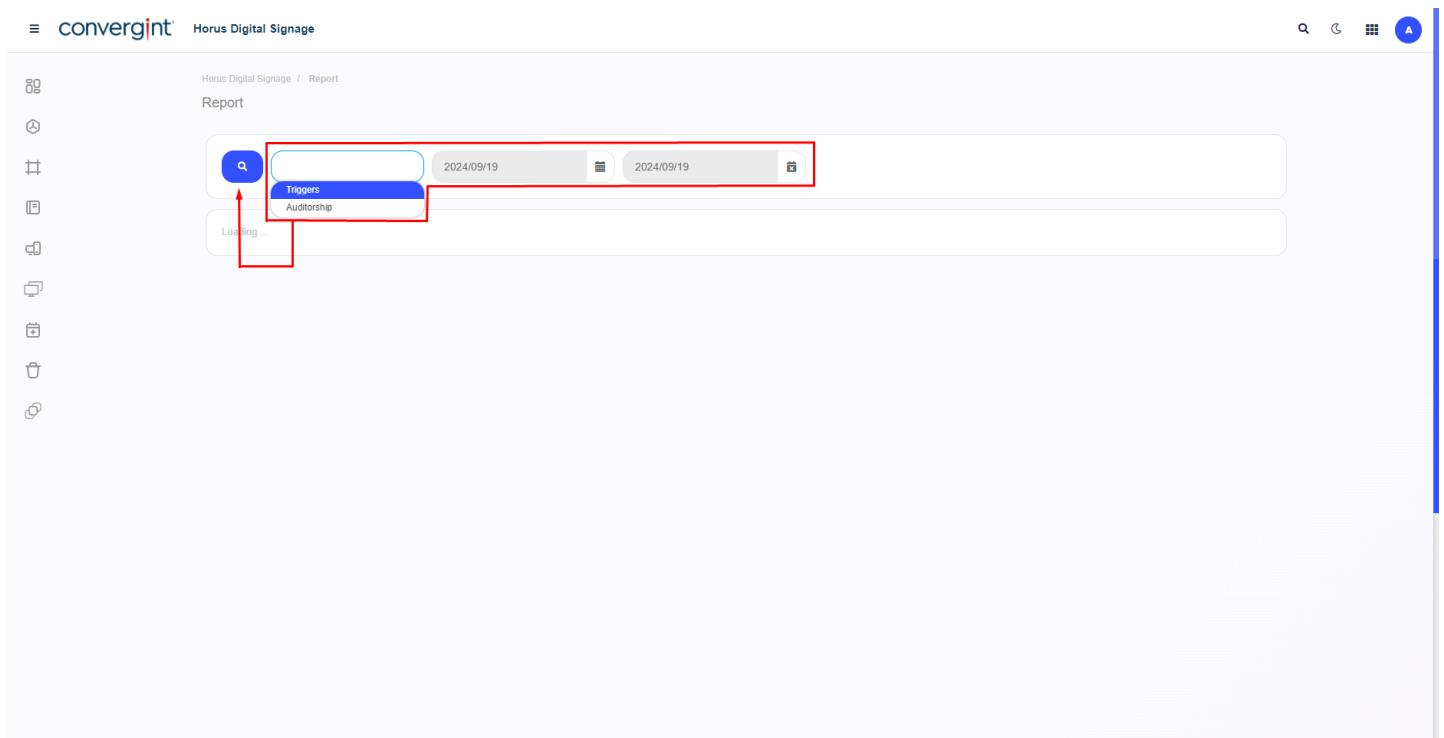 convergint Horus Digital Signage A
Horus Digital Signage / Report
Report
2024/09/19 2024/09/19
Triggers
Auditorship
Loading ...